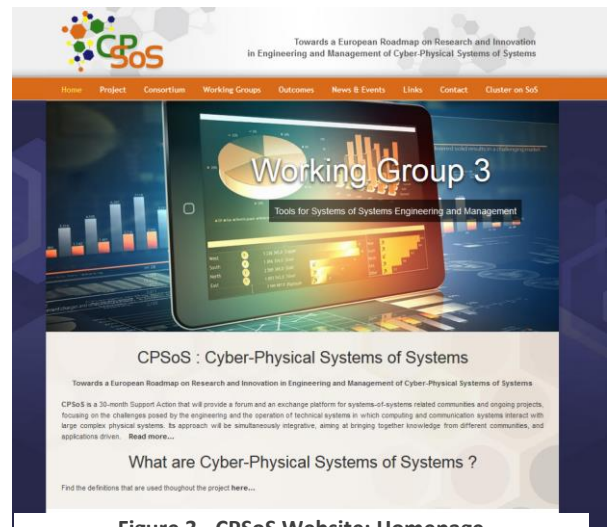 CPSoS
Towards a European Roadmap on Research and Innovation
in Engineering and Management of Cyber-Physical Systems of Systems
Home Project Consortium Working Groups Outcomes News & Events Links Contact Cluster on SoS
Working Group 3
Tools for Systems of Systems Engineering and Management
CPSoS : Cyber-Physical Systems of Systems
Towards a European Roadmap on Research and Innovation in Engineering and Management of Cyber-Physical Systems of Systems
CPSoS is a 30-month Support Action that will provide a forum and an exchange platform for systems-of-systems related communities and ongoing projects,
focusing on the challenges posed by the engineering and the operation of technical systems in which computing and communication systems interact with
large complex physical systems. Its approach will be simultaneously integrative, aiming at bringing together knowledge from different communities, and
applications driven. Read more...
What are Cyber-Physical Systems of Systems ?
Find the definitions that are used thoughout the project here...
Figure 2 - CPSoS Website: Homepage